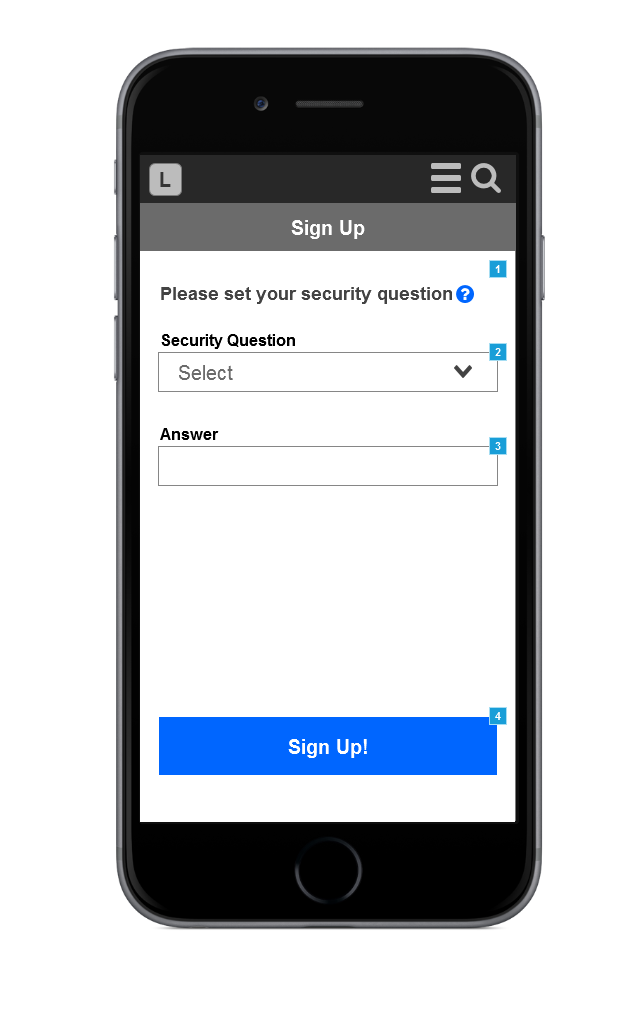 L
Sign Up
1
Please set your security question ?
Security Question
2
Select
Answer
3
4
Sign Up!